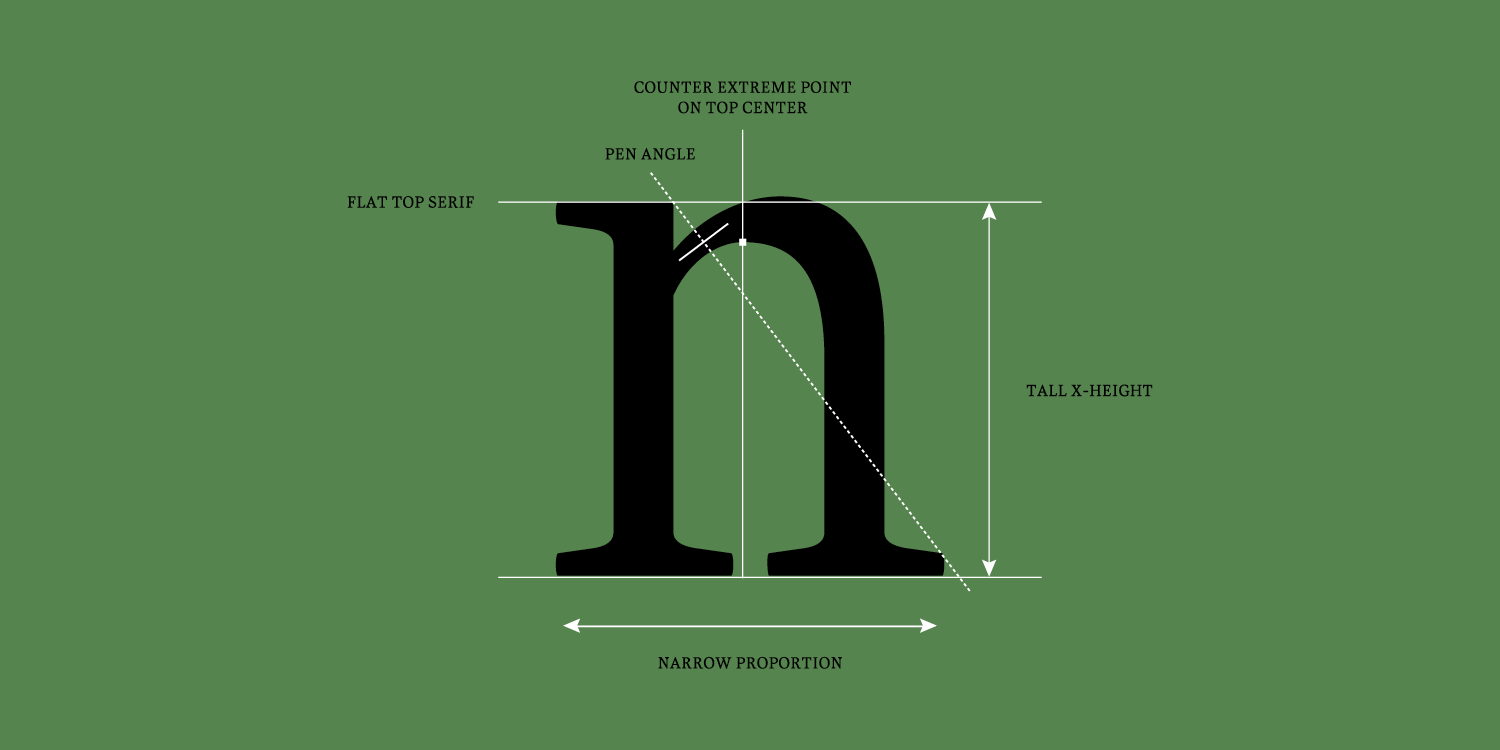 COUNTER EXTREME POINT
ON TOP CENTER
PEN ANGLE
FLAT TOP SERIF
n
TALL X-HEIGHT
NARROW PROPORTION